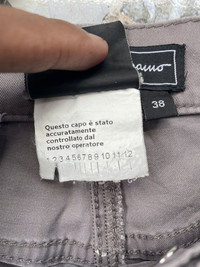 38
Questo capo è stato
accuratamente
controllato dal
nostro operatore
1 2 3 4 5 6 7 8 9 10 11 12